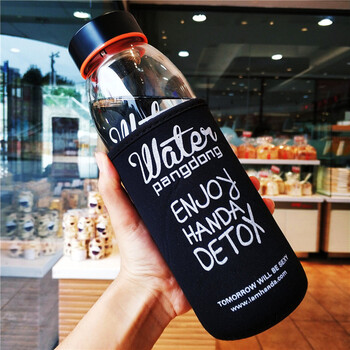 Water
pangdong
ENJOY
HANDA
DETOX
TOMORROW WILL BE SEXY
www.iamhanda.com